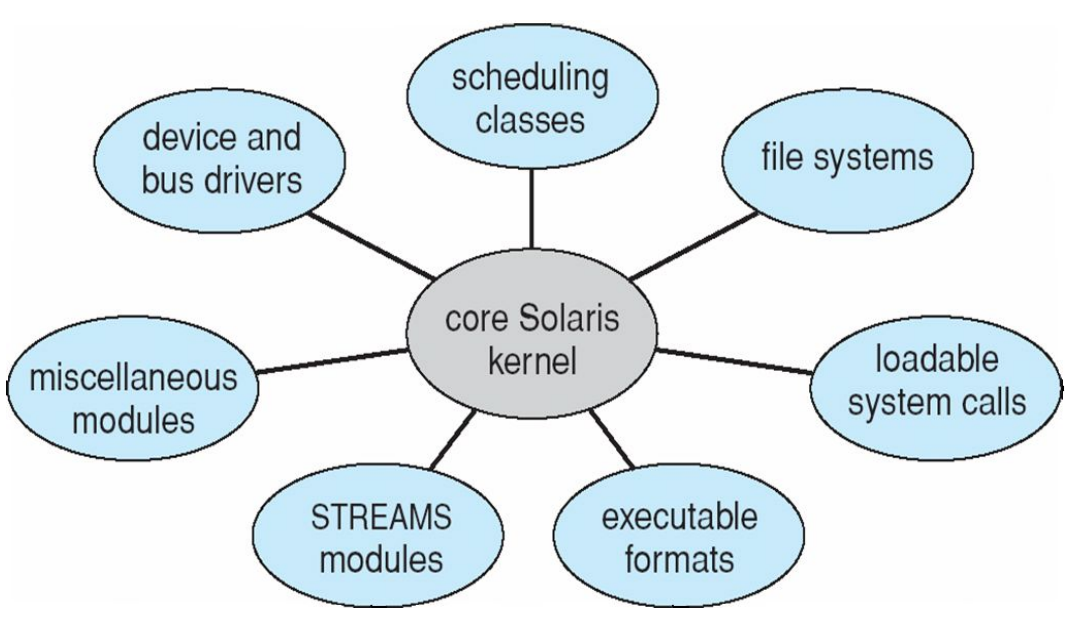 scheduling
classes
device and
bus drivers
file systems
core Solaris
kernel
miscellaneous
modules
loadable
system calls
STREAMS
modules
executable
formats